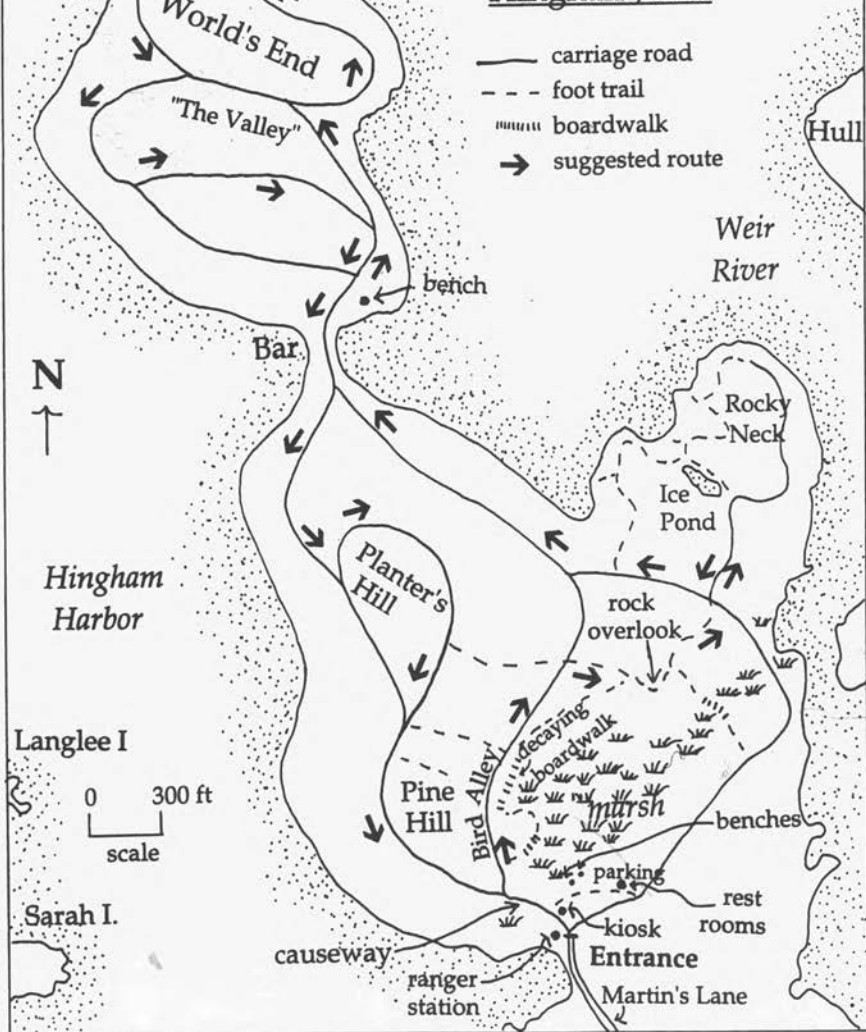 World's End
carriage road
foot trail
boardwalk
suggested route
"The Valley"
Hull
Weir
River
bench
Bar
N
Rocky
Neck
Ice
Pond
Hingham
Harbor
Planter's
Hill
rock
overlook
decaying
boardwalk
Langlee I
0 300 ft
scale
Pine
Hill
Bird Alley
marsh
benches
parking
rest
rooms
Sarah I.
kiosk
causeway
Entrance
ranger
station
Martin's Lane